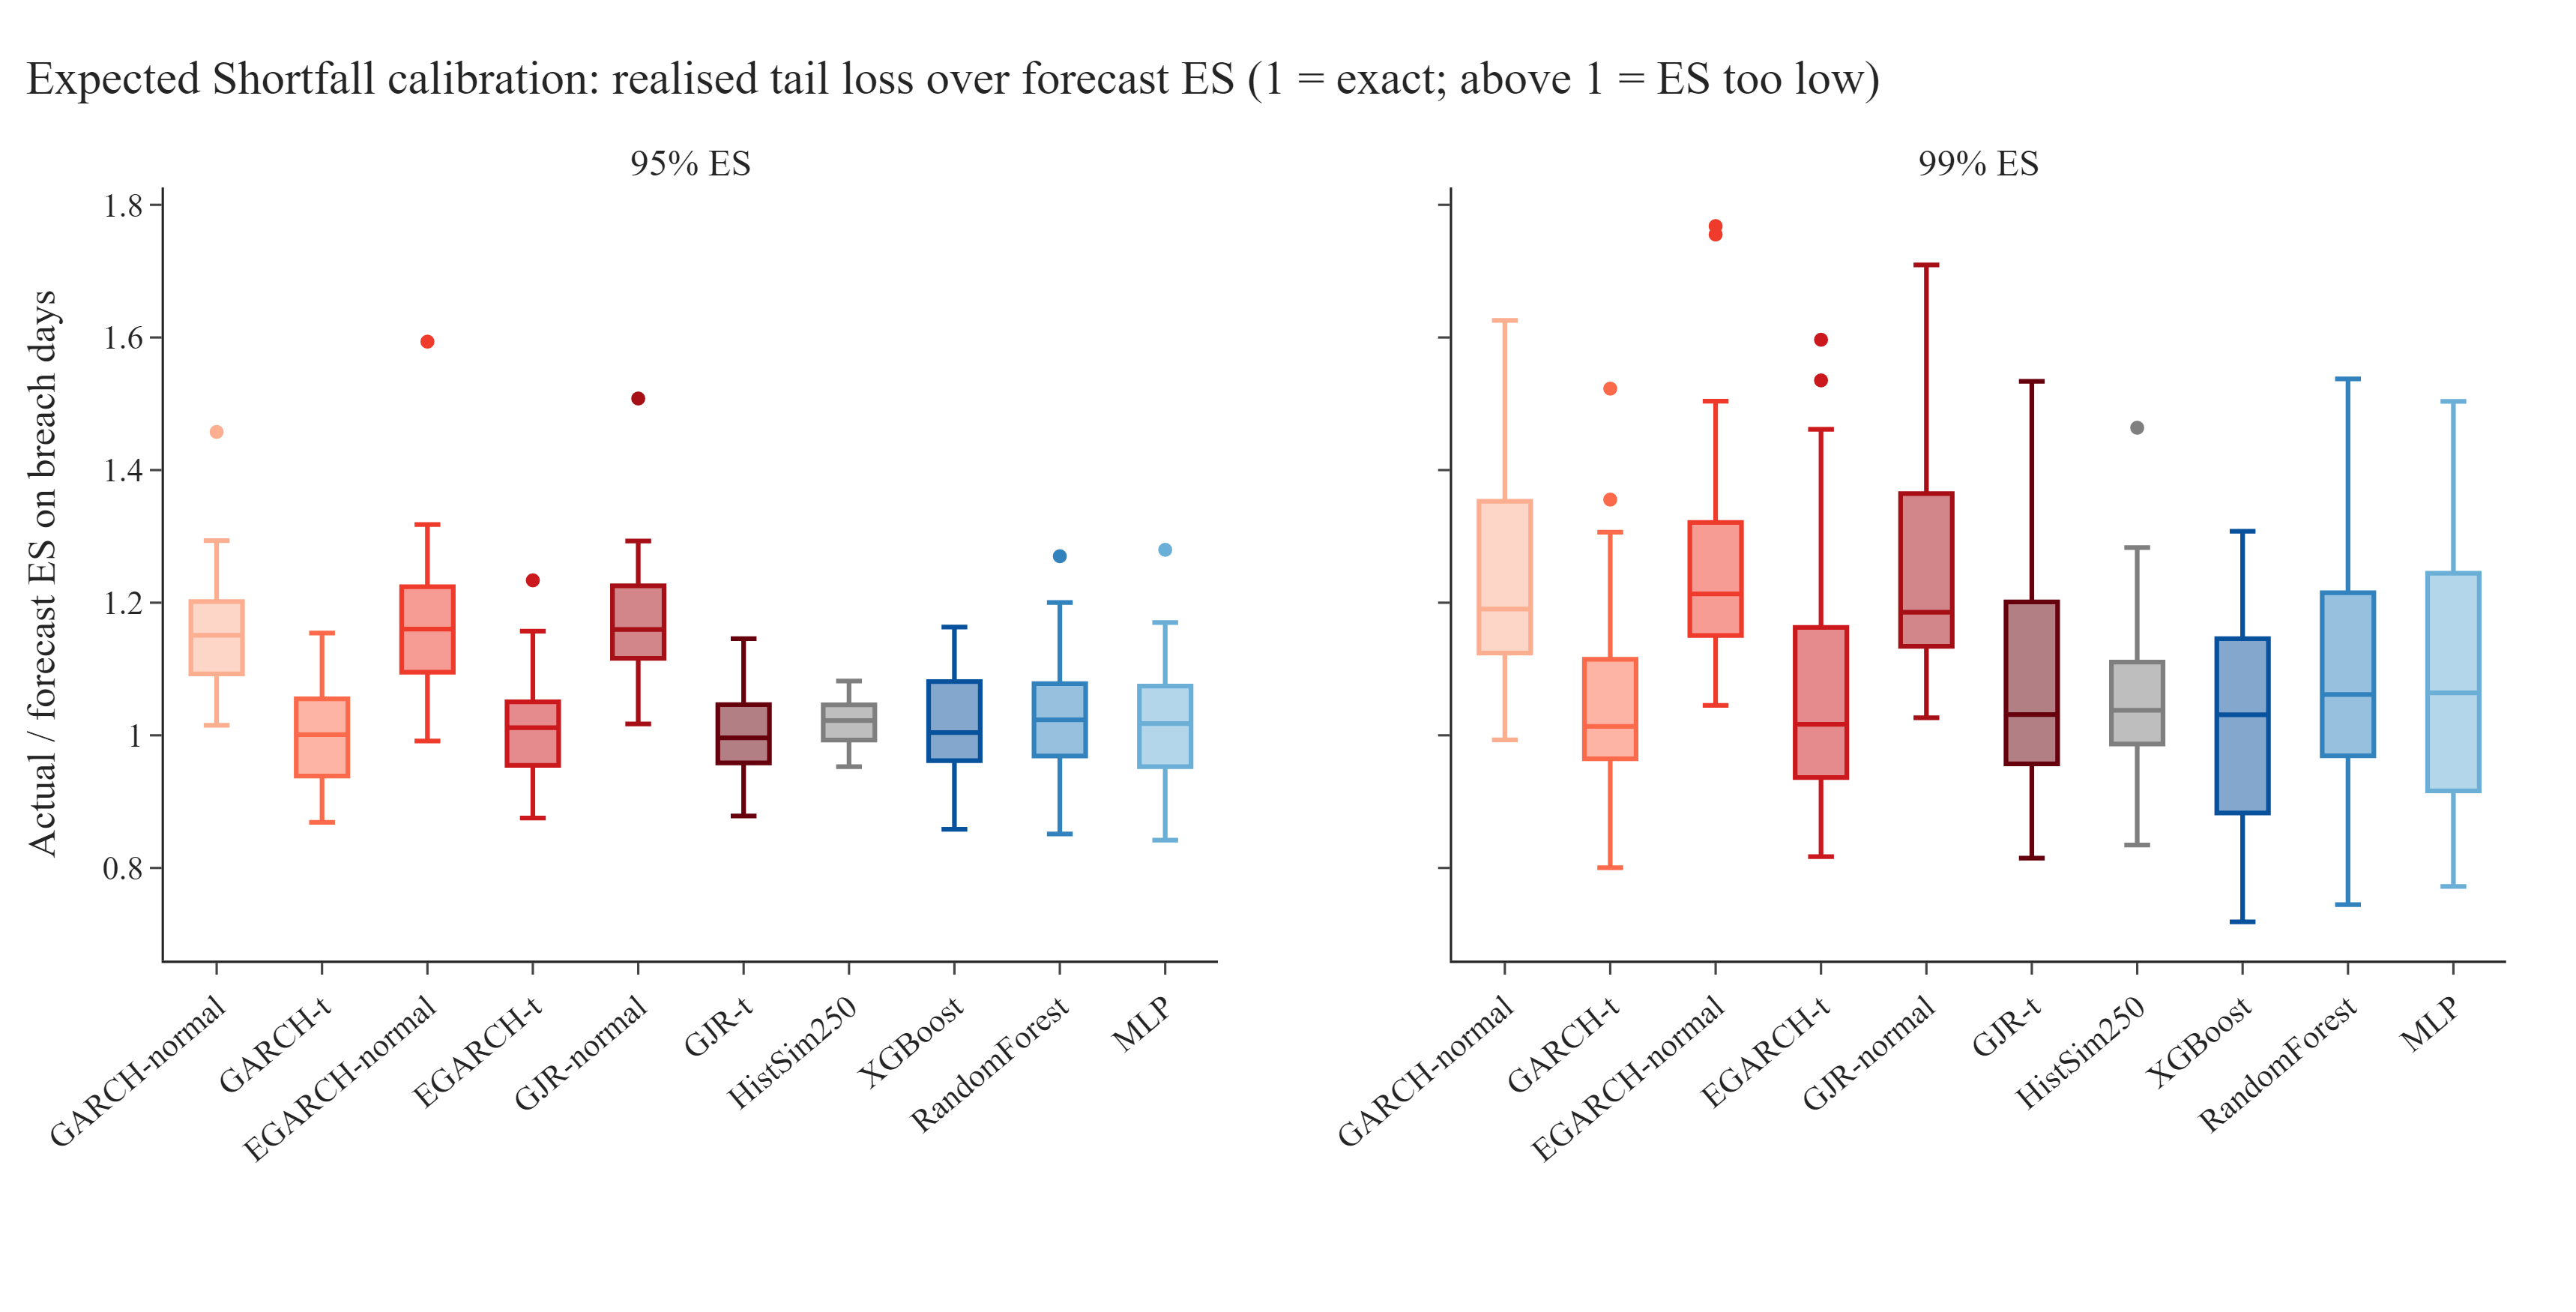 Expected Shortfall calibration: realised tail loss over forecast ES (1 = exact; above 1 = ES too low)
95% ES
99% ES
Actual / forecast ES on breach days
1.8
1.6
1.4
1.2
1
0.8
GARCH-normal
GARCH-t
EGARCH-normal
EGARCH-t
GJR-normal
GJR-t
HistSim250
XGBoost
RandomForest
MLP
GARCH-normal
GARCH-t
EGARCH-normal
EGARCH-t
GJR-normal
GJR-t
HistSim250
XGBoost
RandomForest
MLP